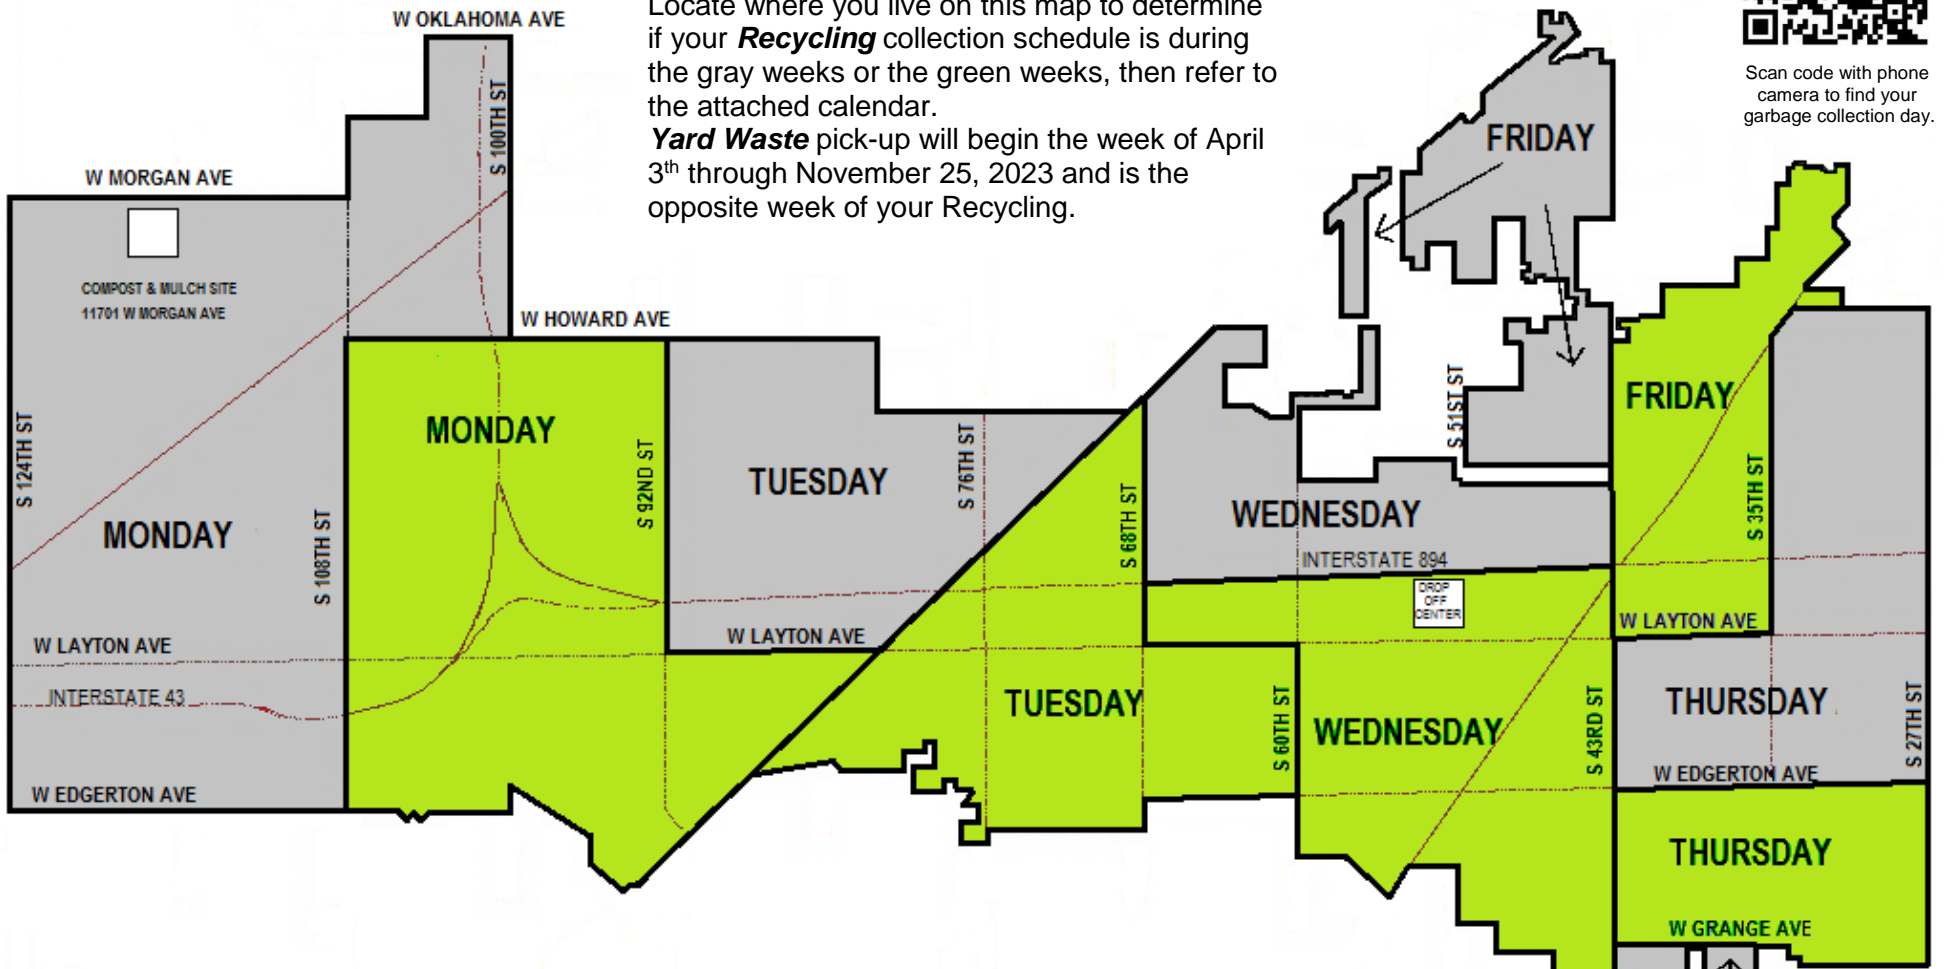 W OKLAHOMA AVE
Locate where you live on this map to determine
if your Recycling collection schedule is during
the gray weeks or the green weeks, then refer to
the attached calendar.
Yard Waste pick-up will begin the week of April
3th through November 25, 2023 and is the
opposite week of your Recycling.
Scan code with phone
camera to find your
garbage collection day.
S 100TH ST
FRIDAY
W MORGAN AVE
COMPOST & MULCH SITE
11701 W MORGAN AVE
W HOWARD AVE
S 124TH ST
MONDAY
S 108TH ST
MONDAY
S 92ND ST
TUESDAY
S 76TH ST
S 68TH ST
WEDNESDAY
S 51ST ST
FRIDAY
S 35TH ST
INTERSTATE 894
DROP
OFF
CENTER
W LAYTON AVE
W LAYTON AVE
W LAYTON AVE
INTERSTATE 43
TUESDAY
S 60TH ST
WEDNESDAY
S 43RD ST
THURSDAY
S 27TH ST
W EDGERTON AVE
W EDGERTON AVE
THURSDAY
W GRANGE AVE